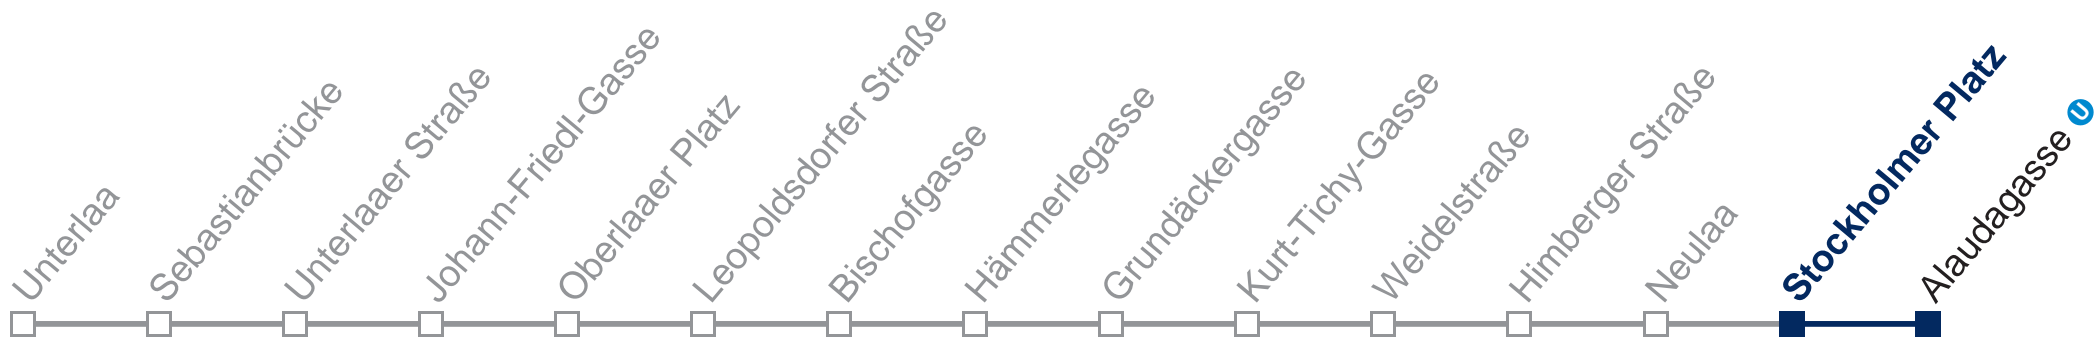 Unterlaa
Sebastianbrücke
Unterlaaer Straße
Johann-Friedl-Gasse
Oberlaaer Platz
Leopoldsdorfer Straße
Bischofgasse
Hämmerlegasse
Grundäckergasse
Kurt-Tichy-Gasse
Weidelstraße
Himberger Straße
Neulaa
Stockholmer Platz
Alaudagasse U